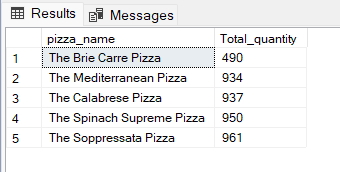 Results Messages
pizza_name Total_quantity
1 The Brie Carre Pizza 490
2 The Mediterranean Pizza 934
3 The Calabrese Pizza 937
4 The Spinach Supreme Pizza 950
5 The Soppressata Pizza 961